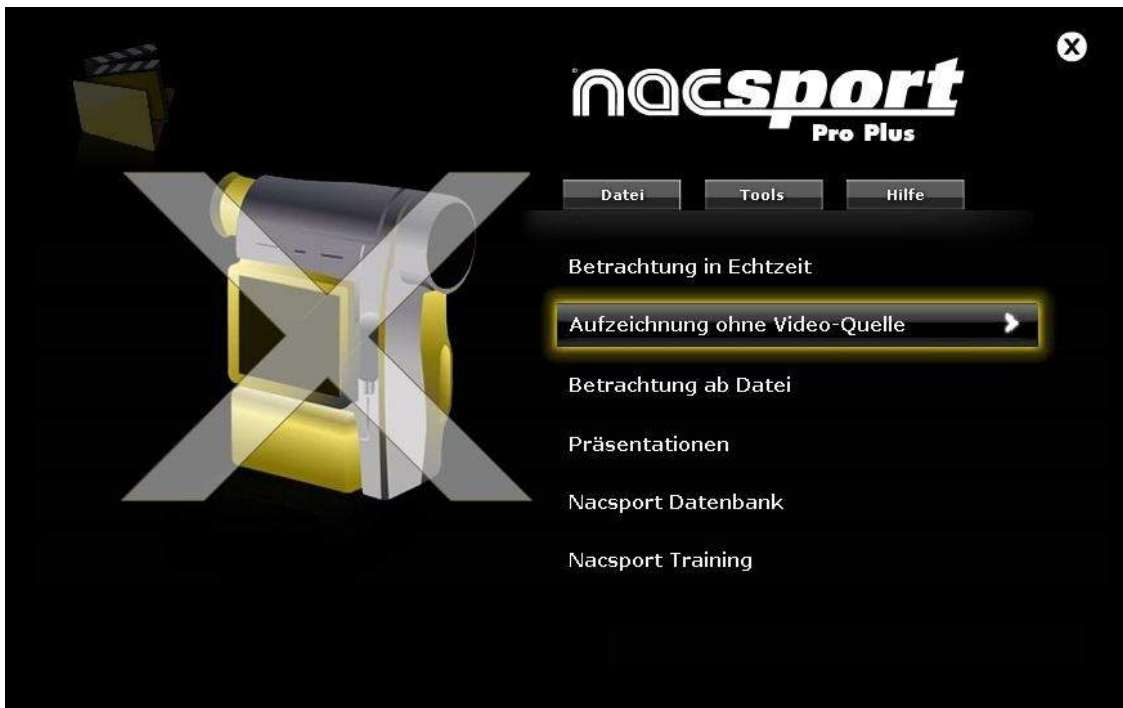 nacsport
Pro Plus
Datei Tools Hilfe
Betrachtung in Echtzeit
Aufzeichnung ohne Video-Quelle
Betrachtung ab Datei
Präsentationen
Nacsport Datenbank
Nacsport Training